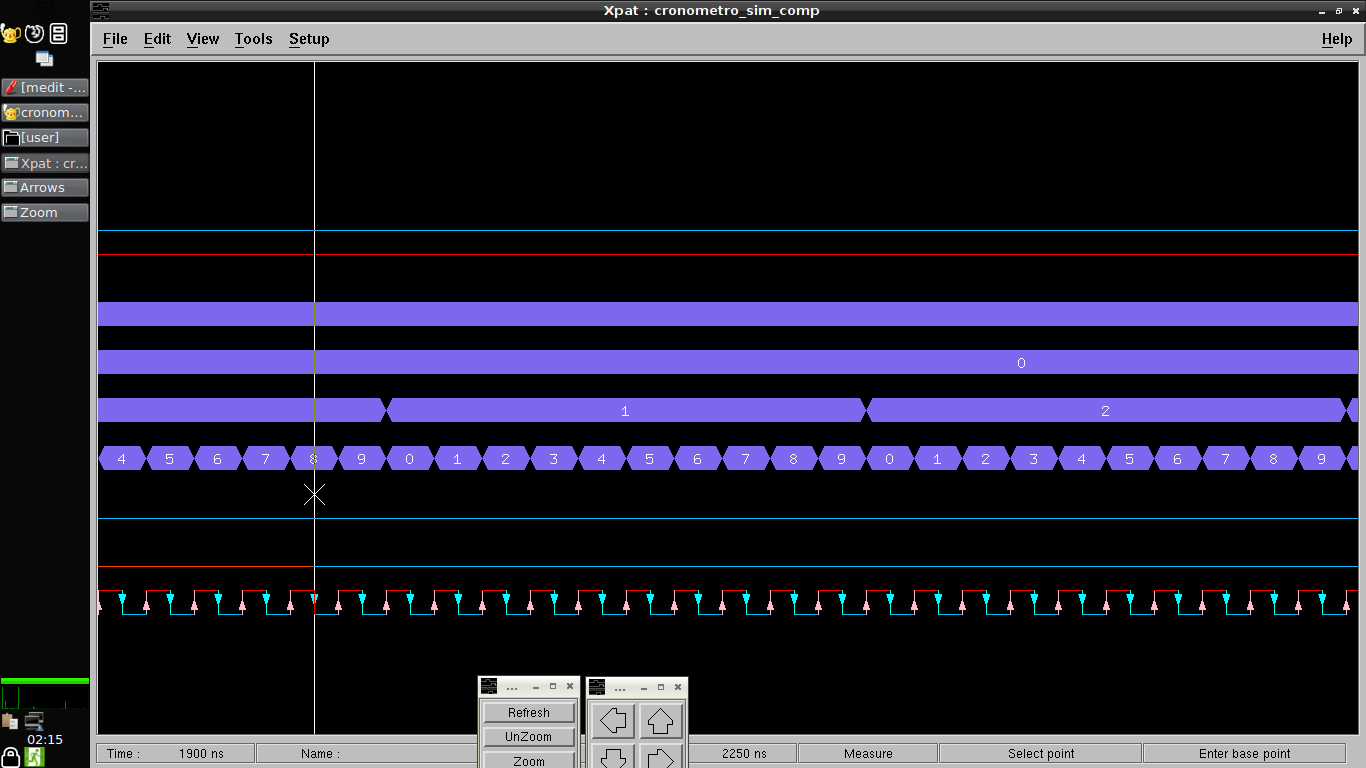 Xpat : cronometro_sim_comp
File Edit View Tools Setup Help
[medit -...
cronom...
[user]
Xpat : cr...
Arrows
Zoom
0
1 2
4 5 6 7 8 9 0 1 2 3 4 5 6 7 8 9 0 1 2 3 4 5 6 7 8 9
... ...
Refresh
UnZoom
Zoom
02:15
Time : 1900 ns Name : 2250 ns Measure Select point Enter base point